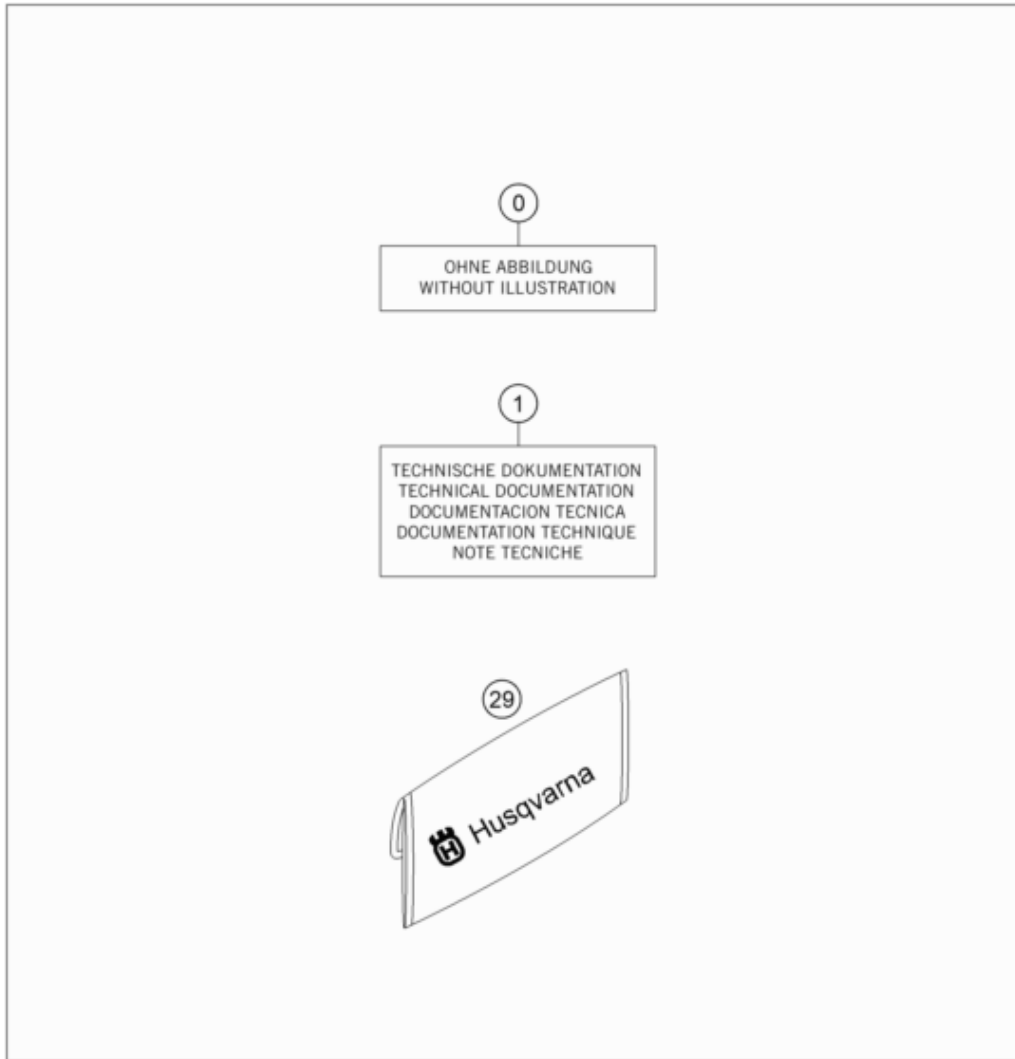 0
OHNE ABBILDUNG
WITHOUT ILLUSTRATION
1
TECHNISCHE DOKUMENTATION
TECHNICAL DOCUMENTATION
DOCUMENTACION TECNICA
DOCUMENTATION TECHNIQUE
NOTE TECNICHE
29
H Husqvarna